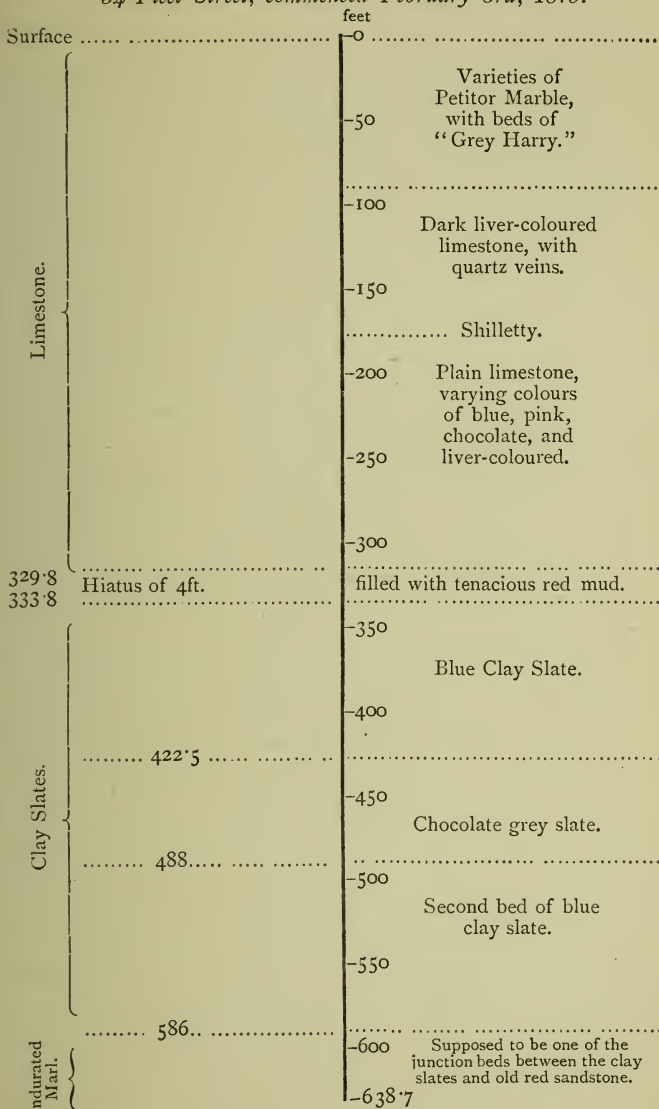 Fleet Street, commenced February
feet
Surface -0
Varieties of
Petitor Marble,
-50 with beds of
"Grey Harry."
-100
Dark liver-coloured
limestone, with
quartz veins.
-150
Limestone.
Shilletty.
-200 Plain limestone,
varying colours
of blue, pink,
chocolate, and
-250 liver-coloured.
-300
329·8
Hiatus of 4ft. filled with tenacious red mud.
333·8
-350
Blue Clay Slate.
-400
422·5
-450
Clay Slates.
Chocolate grey slate.
488
-500
Second bed of blue
clay slate.
-550
586
-600 Supposed to be one of the
junction beds between the clay
slates and old red sandstone.
ndurated
Marl.
-638·7